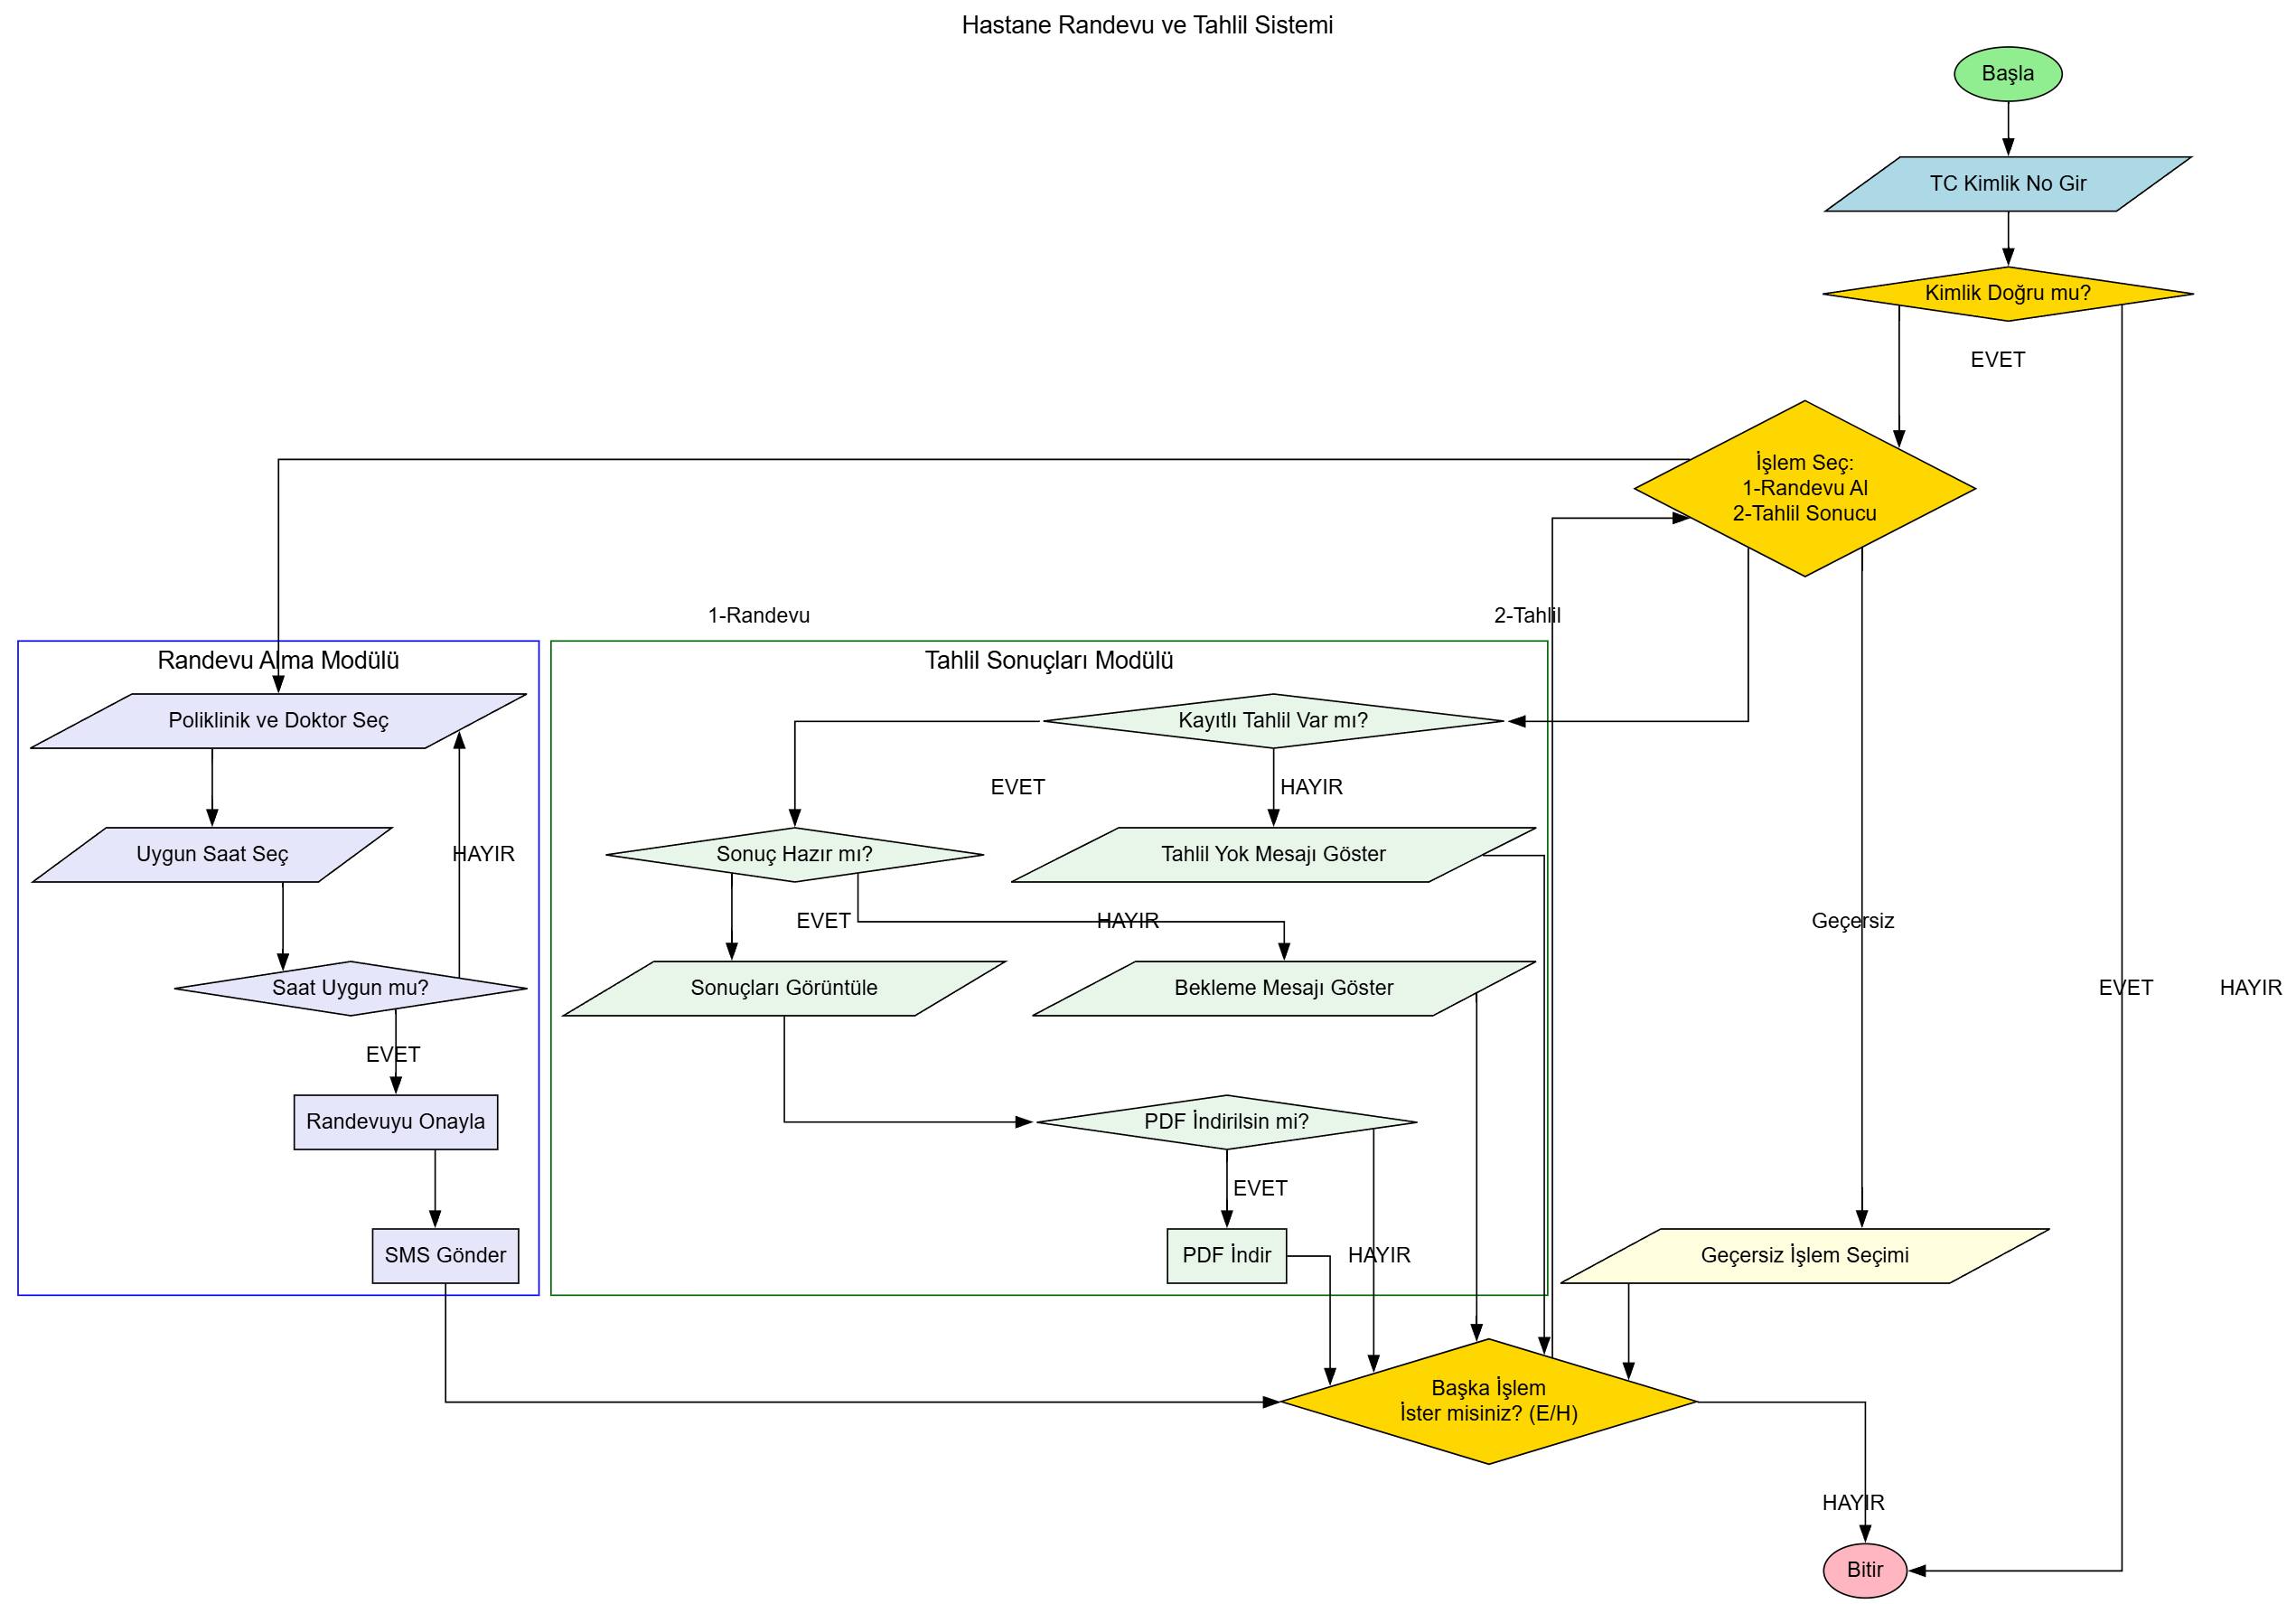 Hastane Randevu ve Tahlil Sistemi
Başla
TC Kimlik No Gir
Kimlik Doğru mu?
EVET
İşlem Seç:
1-Randevu Al
2-Tahlil Sonucu
1-Randevu
2-Tahlil
Randevu Alma Modülü
Tahlil Sonuçları Modülü
Poliklinik ve Doktor Seç
Kayıtlı Tahlil Var mı?
EVET
HAYIR
Uygun Saat Seç
HAYIR
Sonuç Hazır mı?
Tahlil Yok Mesajı Göster
EVET
HAYIR
Geçersiz
Saat Uygun mu?
Sonuçları Görüntüle
Bekleme Mesajı Göster
EVET
HAYIR
EVET
Randevuyu Onayla
PDF İndirilsin mi?
EVET
SMS Gönder
PDF İndir
HAYIR
Geçersiz İşlem Seçimi
Başka İşlem
İster misiniz? (E/H)
HAYIR
Bitir